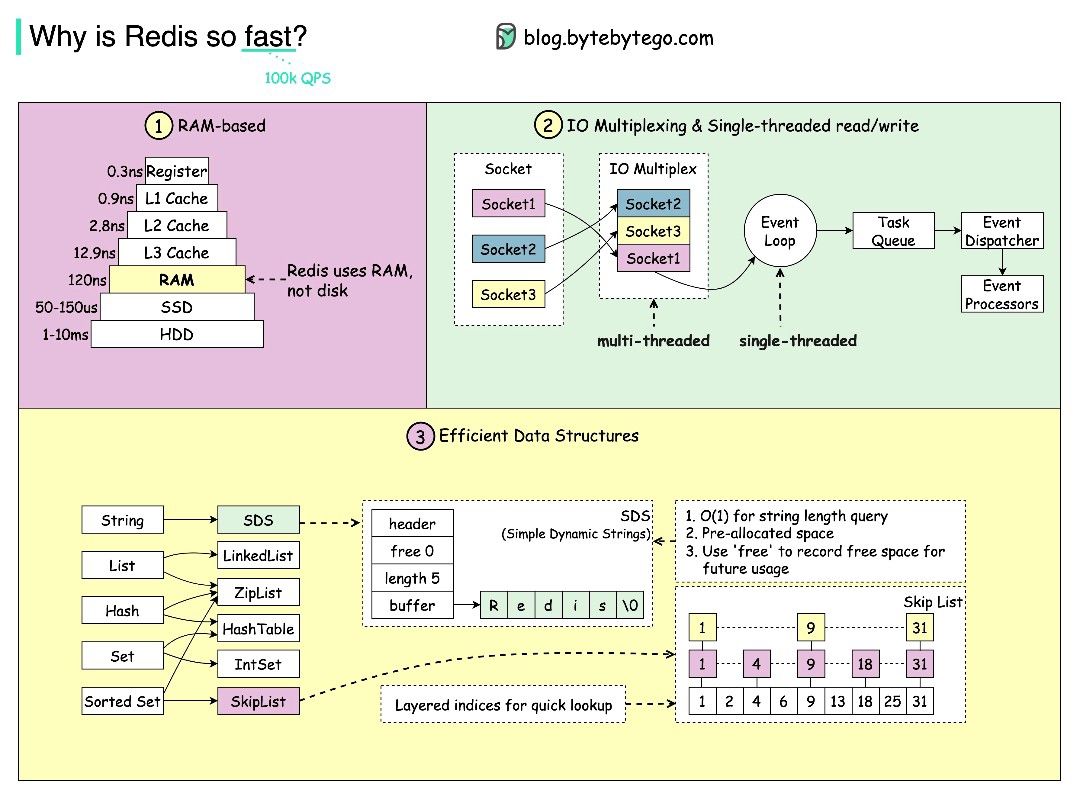 Why is Redis so fast?
blog.bytebytego.com
100k QPS
1 RAM-based
0.3ns Register
0.9ns L1 Cache
2.8ns L2 Cache
12.9ns L3 Cache
120ns RAM
50-150us SSD
1-10ms HDD
Redis uses RAM,
not disk
2 IO Multiplexing & Single-threaded read/write
Socket
Socket1
Socket2
Socket3
IO Multiplex
Socket2
Socket3
Socket1
multi-threaded
Event
Loop
single-threaded
Task
Queue
Event
Dispatcher
Event
Processors
3 Efficient Data Structures
String
List
Hash
Set
Sorted Set
SDS
LinkedList
ZipList
HashTable
IntSet
SkipList
header
free 0
length 5
buffer
SDS
(Simple Dynamic Strings)
R e d i s \0
1. O(1) for string length query
2. Pre-allocated space
3. Use 'free' to record free space for
future usage
Skip List
1 9 31
1 4 9 18 31
1 2 4 6 9 13 18 25 31
Layered indices for quick lookup